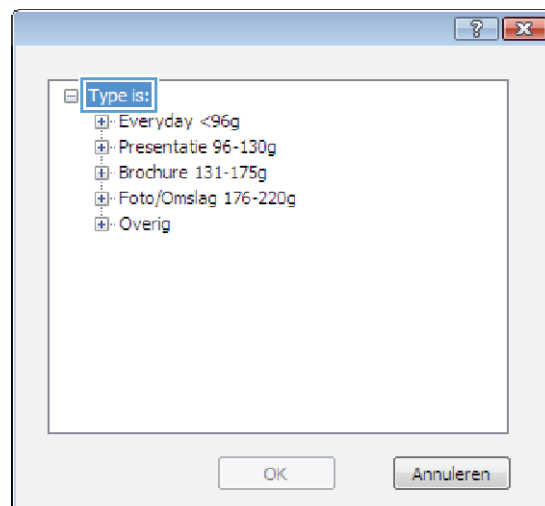 Type is:
Everyday <96g
Presentatie 96-130g
Brochure 131-175g
Foto/Omslag 176-220g
Overig
OK
Annuleren